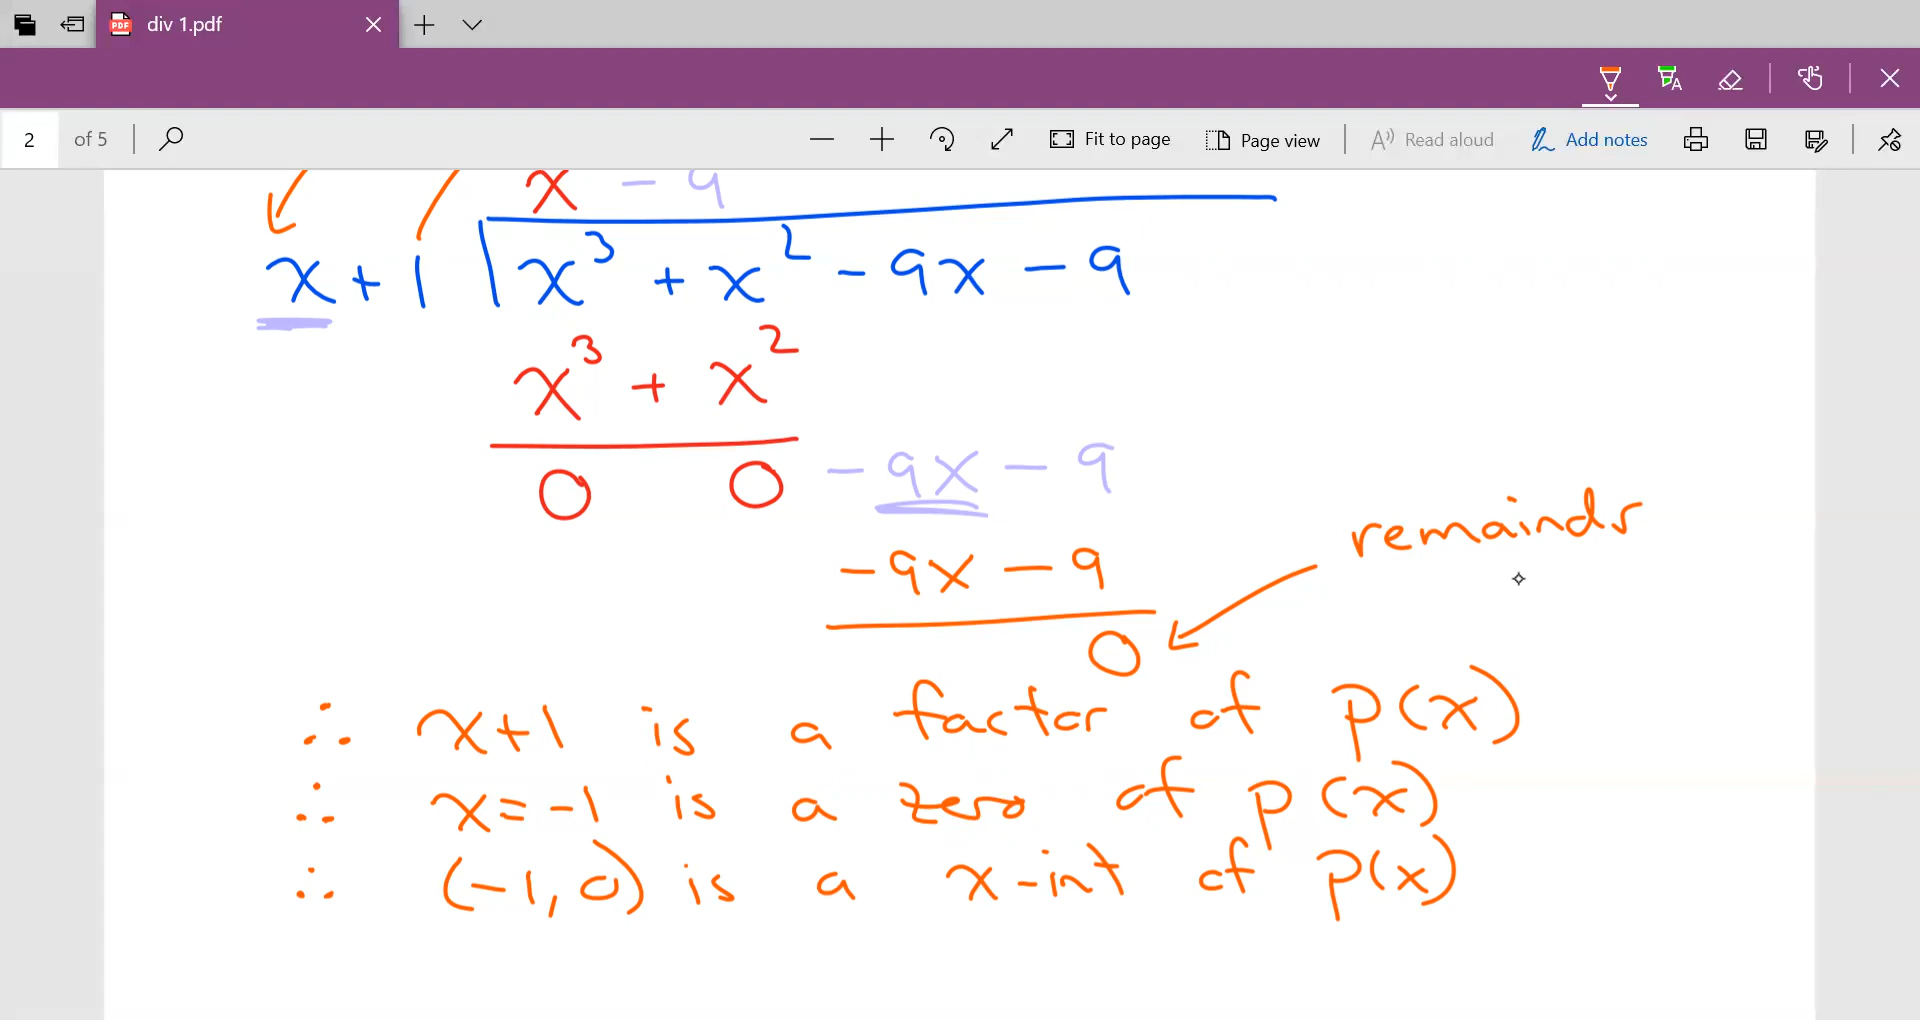 div 1.pdf
2 of 5 Fit to page Page view Read aloud Add notes
x - 9
x + 1 x³ + x² - 9x - 9
x³ + x²
0 0 - 9x - 9
remaindr
- 9x - 9
0
∴ x+1 is a factor of p(x)
∴ x = -1 is a zero of p(x)
∴ (-1, 0) is a x-int of p(x)